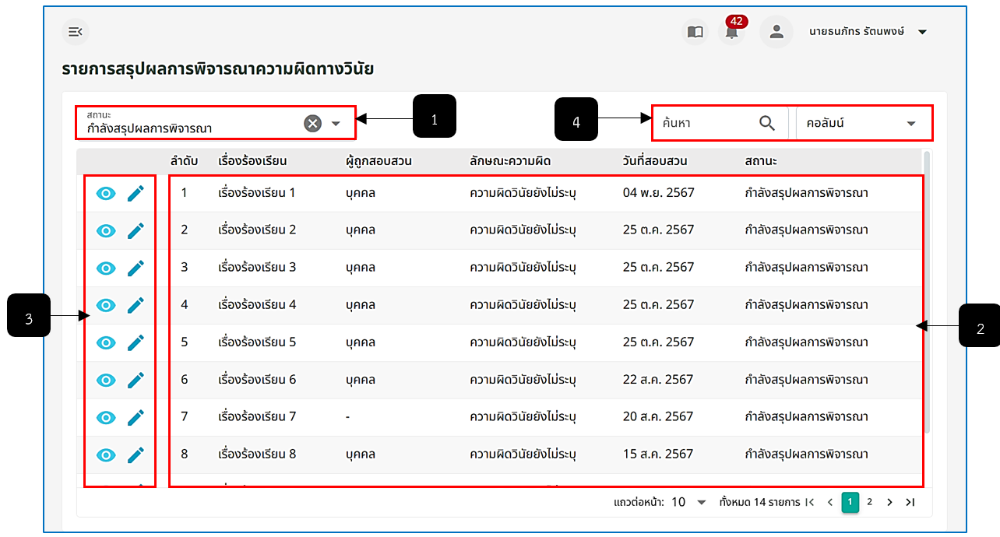 42
นายธนภัทร รัตนพงษ์
รายการสรุปผลการพิจารณาความผิดทางวินัย
สถานะ
กำลังสรุปผลการพิจารณา
1
4
ค้นหา
คอลัมน์
ลำดับ เรื่องร้องเรียน ผู้ถูกสอบสวน ลักษณะความผิด วันที่สอบสวน สถานะ
1 เรื่องร้องเรียน 1 บุคคล ความผิดวินัยยังไม่ระบุ 04 พ.ย. 2567 กำลังสรุปผลการพิจารณา
2 เรื่องร้องเรียน 2 บุคคล ความผิดวินัยยังไม่ระบุ 25 ต.ค. 2567 กำลังสรุปผลการพิจารณา
3 เรื่องร้องเรียน 3 บุคคล ความผิดวินัยยังไม่ระบุ 25 ต.ค. 2567 กำลังสรุปผลการพิจารณา
4 เรื่องร้องเรียน 4 บุคคล ความผิดวินัยยังไม่ระบุ 25 ต.ค. 2567 กำลังสรุปผลการพิจารณา
3
2
5 เรื่องร้องเรียน 5 บุคคล ความผิดวินัยยังไม่ระบุ 25 ต.ค. 2567 กำลังสรุปผลการพิจารณา
6 เรื่องร้องเรียน 6 บุคคล ความผิดวินัยยังไม่ระบุ 22 ส.ค. 2567 กำลังสรุปผลการพิจารณา
7 เรื่องร้องเรียน 7 - ความผิดวินัยยังไม่ระบุ 20 ส.ค. 2567 กำลังสรุปผลการพิจารณา
8 เรื่องร้องเรียน 8 บุคคล ความผิดวินัยยังไม่ระบุ 15 ส.ค. 2567 กำลังสรุปผลการพิจารณา
แถวต่อหน้า: 10 ทั้งหมด 14 รายการ 1 2